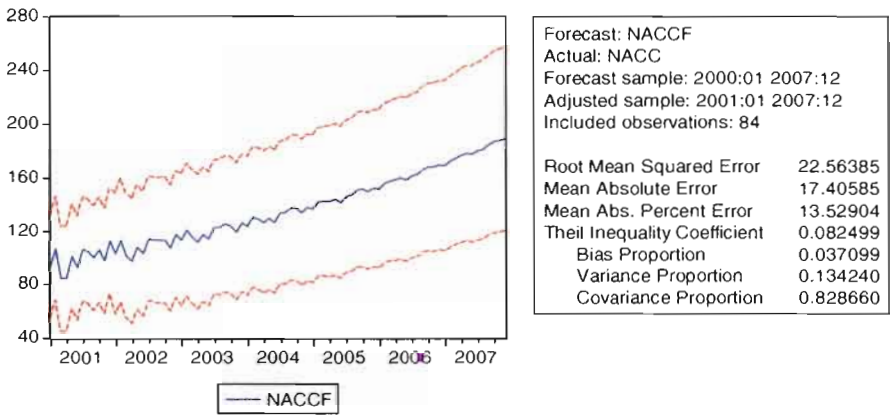 280
240
200
160
120
80
40
2001 2002 2003 2004 2005 2006 2007
NACCF
Forecast: NACCF
Actual: NACC
Forecast sample: 2000:01 2007:12
Adjusted sample: 2001:01 2007:12
Included observations: 84
Root Mean Squared Error 22.56385
Mean Absolute Error 17.40585
Mean Abs. Percent Error 13.52904
Theil Inequality Coefficient 0.082499
Bias Proportion 0.037099
Variance Proportion 0.134240
Covariance Proportion 0.828660